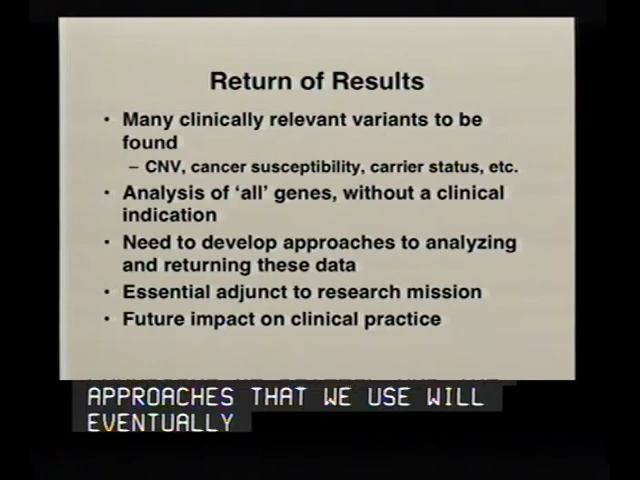 Return of Results
• Many clinically relevant variants to be
found
– CNV, cancer susceptibility, carrier status, etc.
• Analysis of ‘all’ genes, without a clinical
indication
• Need to develop approaches to analyzing
and returning these data
• Essential adjunct to research mission
• Future impact on clinical practice
APPROACHES THAT WE USE WILL
EVENTUALLY